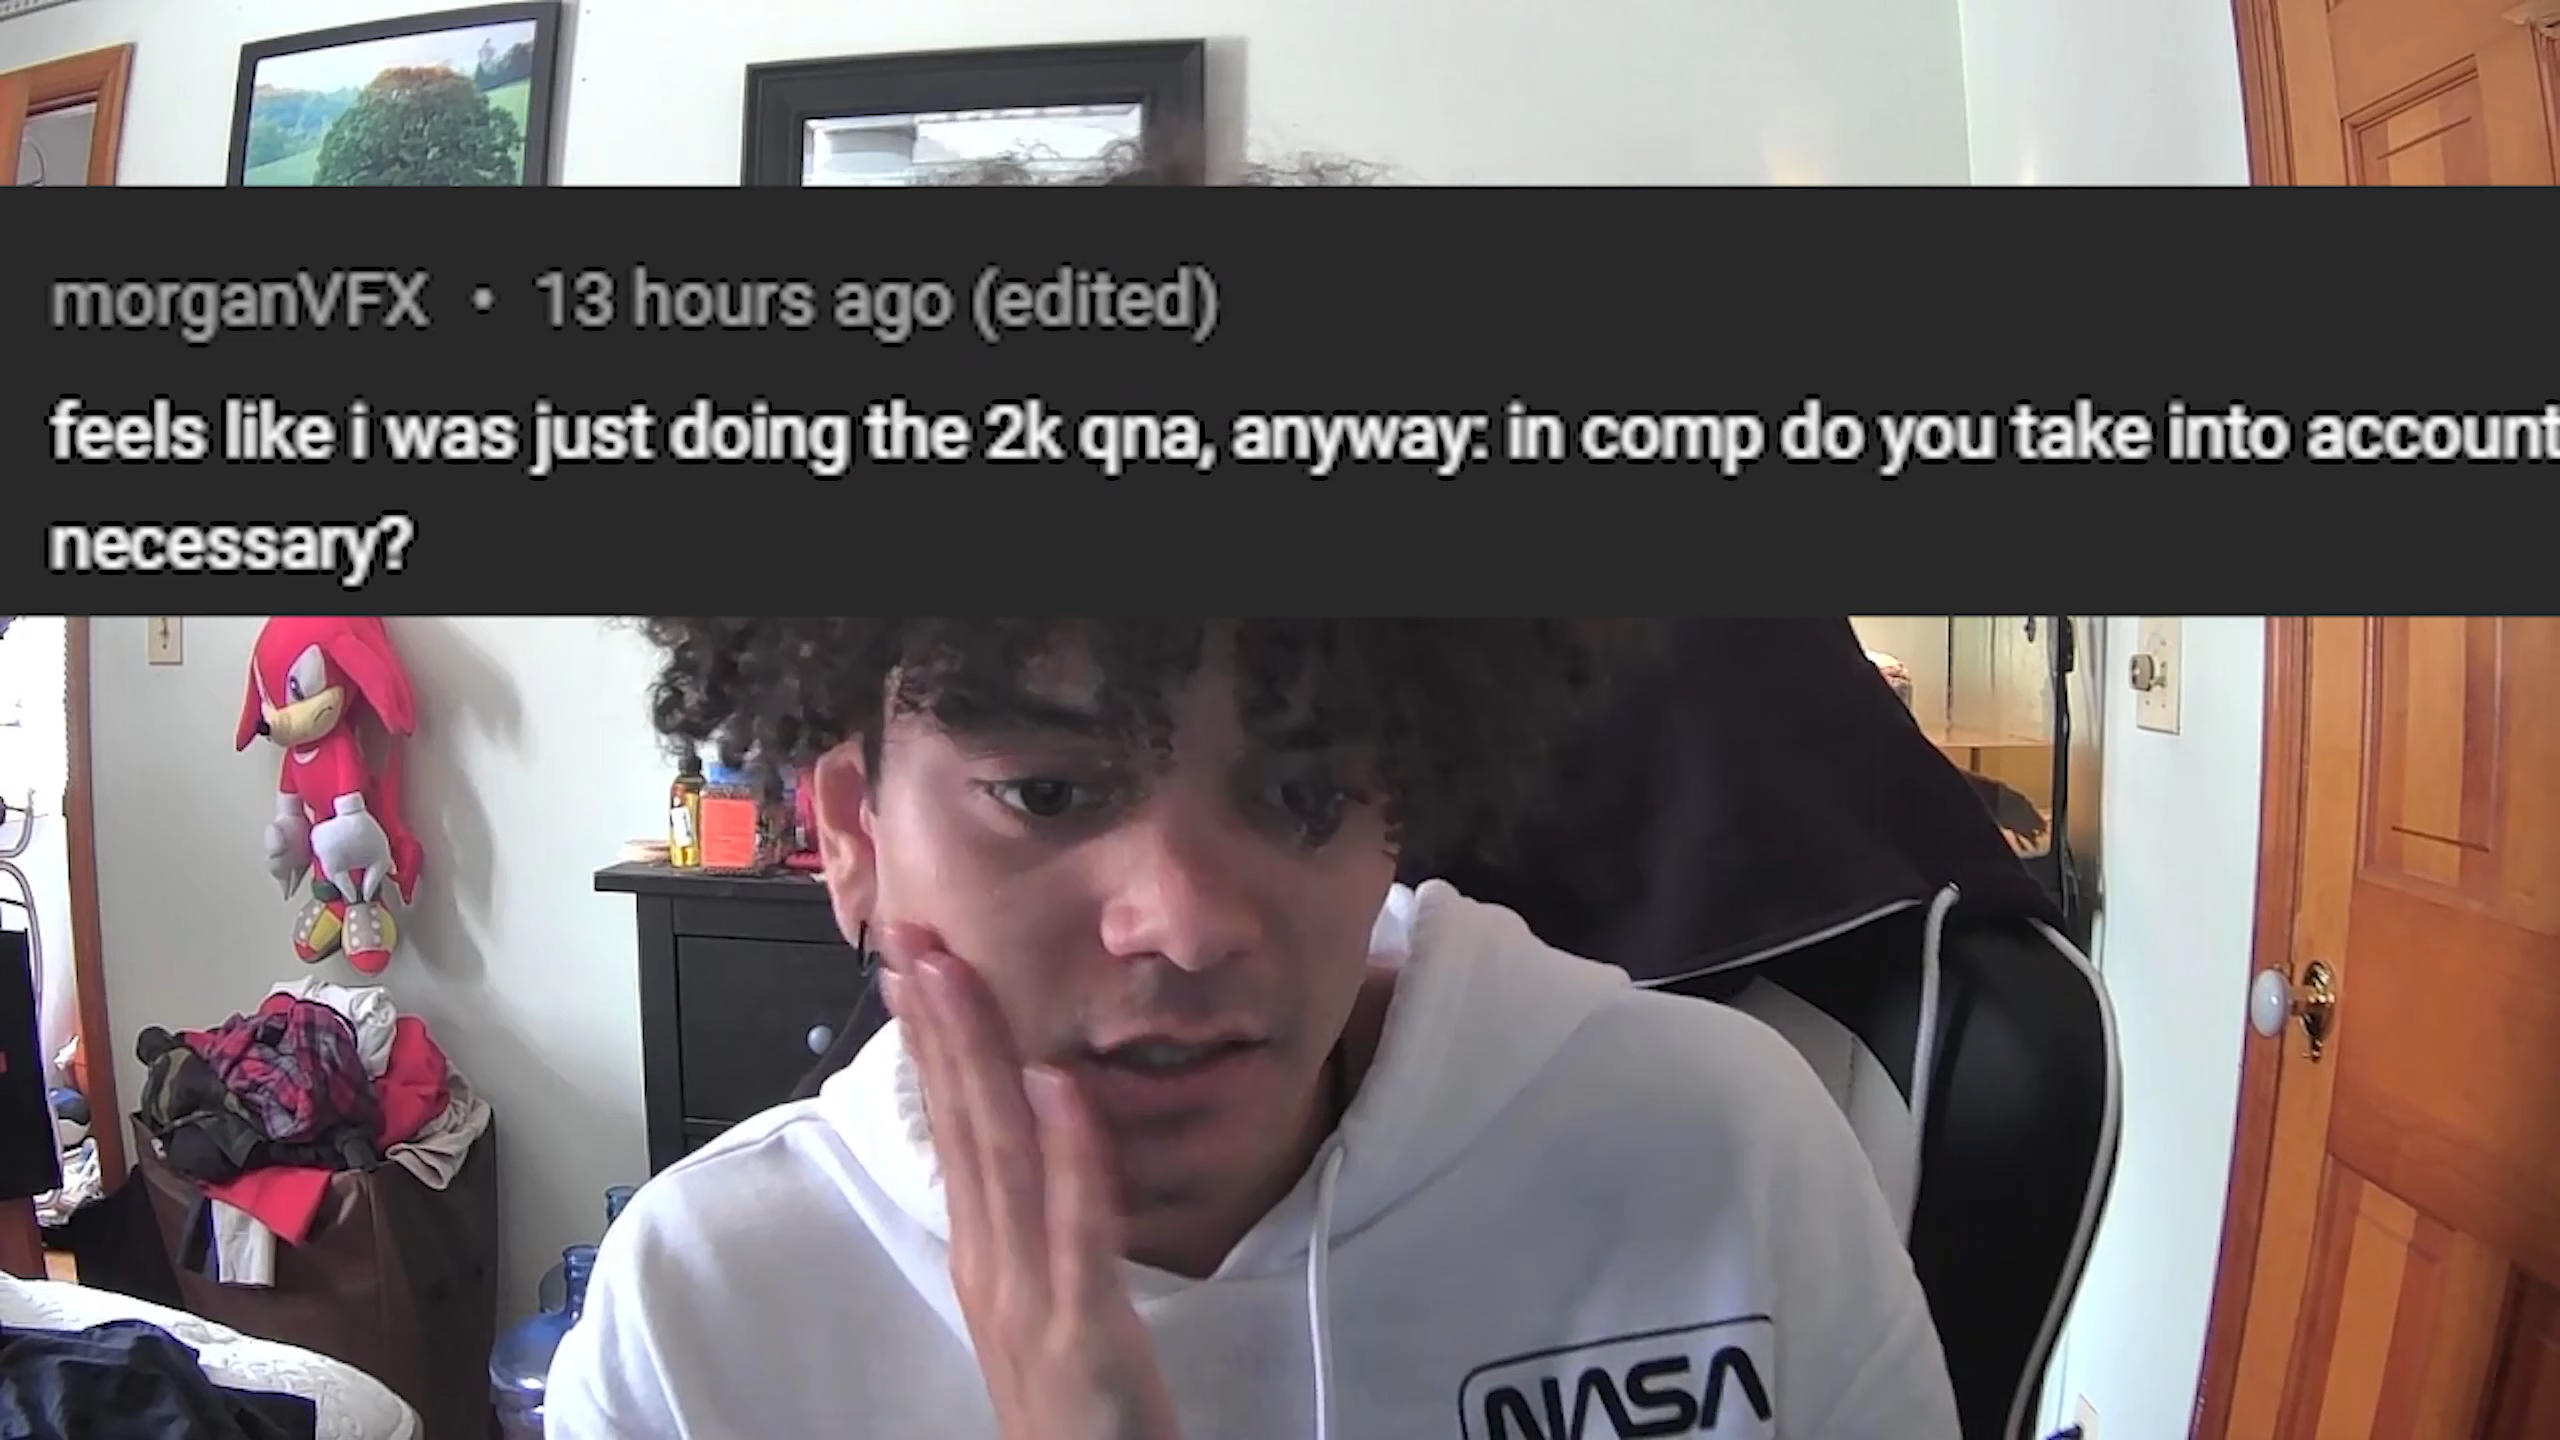 morganVFX • 13 hours ago (edited)
feels like i was just doing the 2k qna, anyway: in comp do you take into account
necessary?
NASA